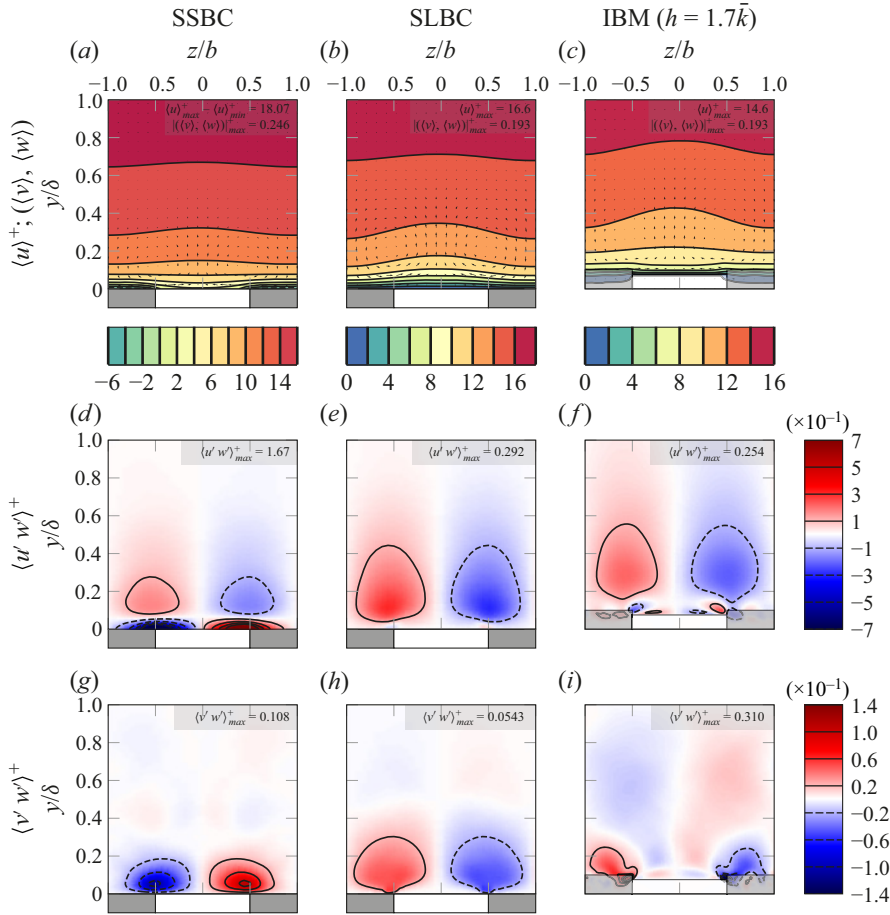 SSBC SLBC IBM (h = 1.7k̄)
(a) z/b (b) z/b (c) z/b
−1.0 −0.5 0 0.5 1.0 −1.0 −0.5 0 0.5 1.0 −1.0 −0.5 0 0.5 1.0
⟨u⟩⁺; (⟨v⟩, ⟨w⟩)
y/δ
1.0
0.8
0.6
0.4
0.2
0
⟨u⟩⁺max − ⟨u⟩⁺min = 18.07
|(⟨v⟩, ⟨w⟩)|⁺max = 0.246
⟨u⟩⁺max = 16.6
|(⟨v⟩, ⟨w⟩)|⁺max = 0.193
⟨u⟩⁺max = 14.6
|(⟨v⟩, ⟨w⟩)|⁺max = 0.193
−6 −2 2 6 10 14 0 4 8 12 16 0 4 8 12 16
(d) (e) (f) (×10⁻¹)
⟨u′ w′⟩⁺
y/δ
1.0
0.8
0.6
0.4
0.2
0
⟨u′ w′⟩⁺max = 1.67
⟨u′ w′⟩⁺max = 0.292
⟨u′ w′⟩⁺max = 0.254
7
5
3
1
−1
−3
−5
−7
(g) (h) (i) (×10⁻¹)
⟨v′ w′⟩⁺
y/δ
1.0
0.8
0.6
0.4
0.2
0
⟨v′ w′⟩⁺max = 0.108
⟨v′ w′⟩⁺max = 0.0543
⟨v′ w′⟩⁺max = 0.310
1.4
1.0
0.6
0.2
−0.2
−0.6
−1.0
−1.4